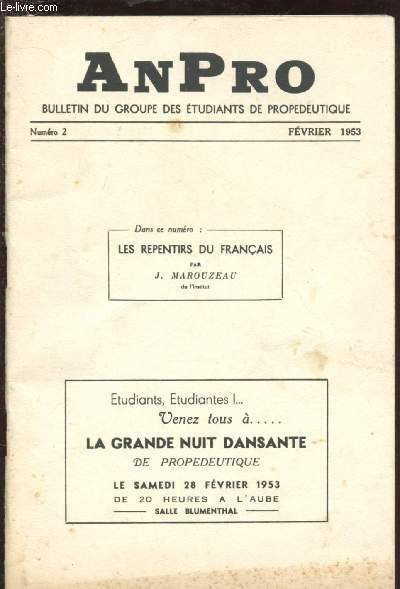 Le-livre.com
ANPRO
BULLETIN DU GROUPE DES ÉTUDIANTS DE PROPEDEUTIQUE
Numéro 2 FÉVRIER 1953
Dans ce numéro :
LES REPENTIRS DU FRANÇAIS
PAR
J. MAROUZEAU
de l'Institut
Etudiants, Etudiantes !...
Venez tous à.....
LA GRANDE NUIT DANSANTE
DE PROPEDEUTIQUE
LE SAMEDI 28 FÉVRIER 1953
DE 20 HEURES A L'AUBE
SALLE BLUMENTHAL